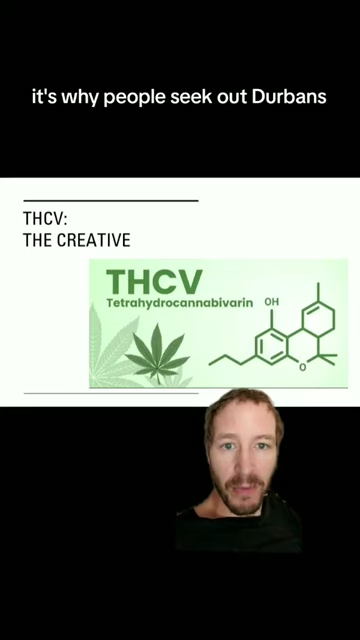 it's why people seek out Durbans
THCV:
THE CREATIVE
THCV
Tetrahydrocannabivarin
OH
O